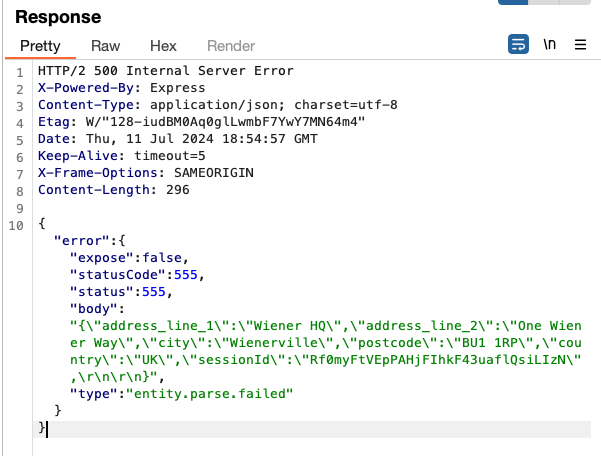 Response
Pretty Raw Hex Render \n
1 HTTP/2 500 Internal Server Error
2 X-Powered-By: Express
3 Content-Type: application/json; charset=utf-8
4 Etag: W/"128-iudBM0Aq0glLwmbF7YwY7MN64m4"
5 Date: Thu, 11 Jul 2024 18:54:57 GMT
6 Keep-Alive: timeout=5
7 X-Frame-Options: SAMEORIGIN
8 Content-Length: 296
9
10 {
"error":{
"expose":false,
"statusCode":555,
"status":555,
"body":
"{\"address_line_1\":\"Wiener HQ\",\"address_line_2\":\"One Wien
er Way\",\"city\":\"Wienerville\",\"postcode\":\"BU1 1RP\",\"cou
ntry\":\"UK\",\"sessionId\":\"Rf0myFtVEpPAHjFIhkF43uaflQsiLIzN\"
,\r\n\r\n}",
"type":"entity.parse.failed"
}
}